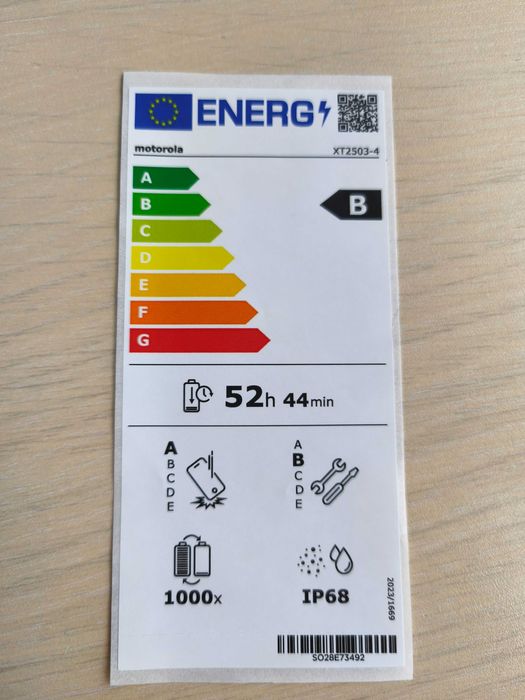 ENERG
motorola XT2503-4
A
B B
C
D
E
F
G
52h 44min
A
B
C
D
E
A
B
C
D
E
1000x
IP68
2023/1669
SO28E73492